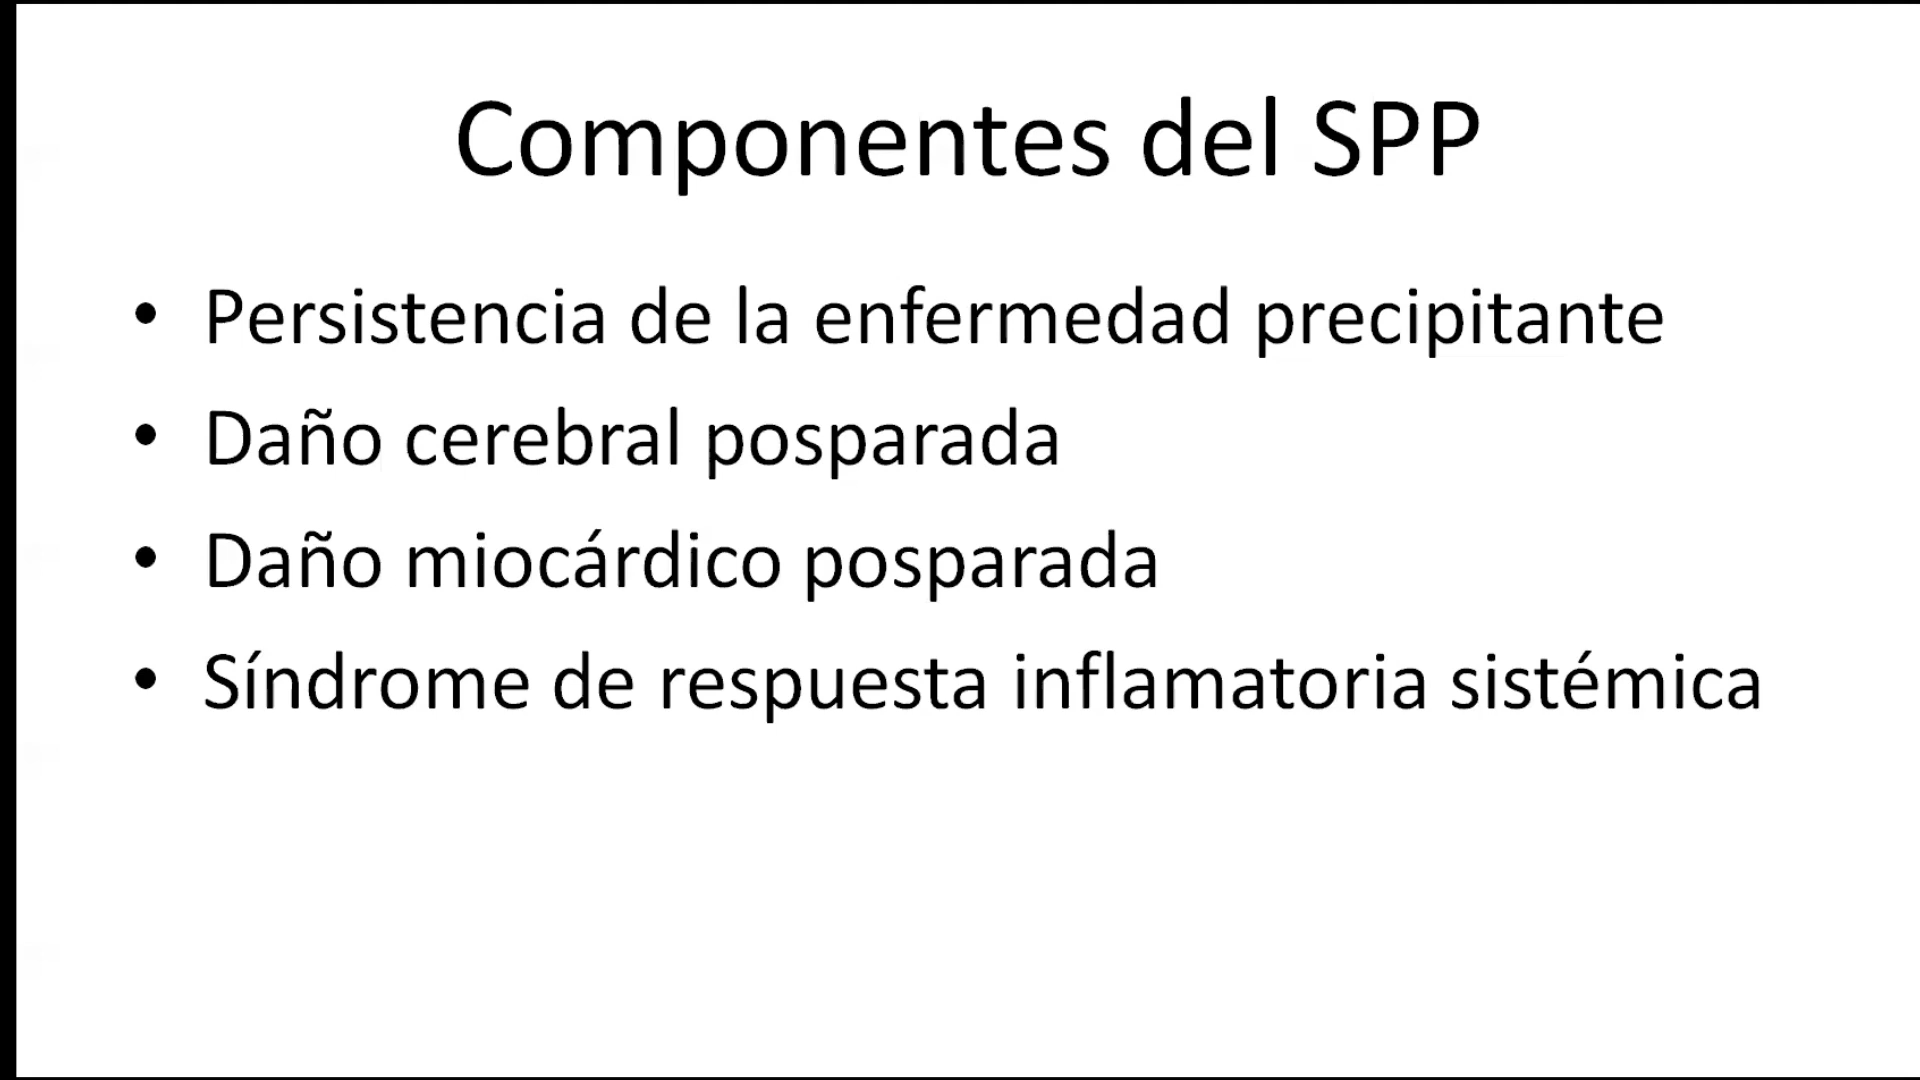 Componentes del SPP
• Persistencia de la enfermedad precipitante
• Daño cerebral posparada
• Daño miocárdico posparada
• Síndrome de respuesta inflamatoria sistémica